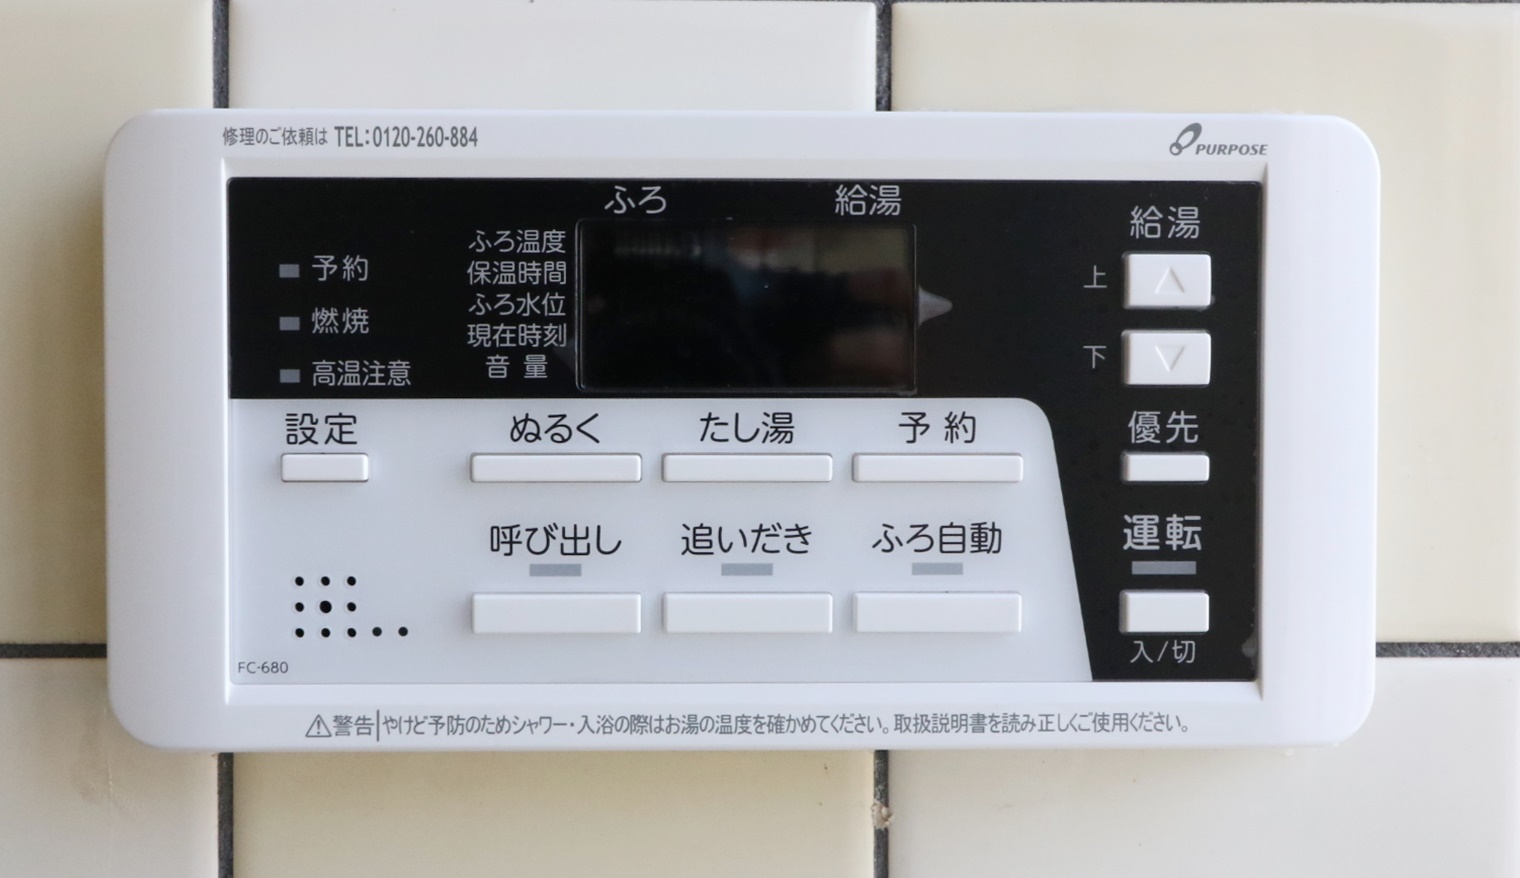 修理のご依頼は TEL:0120-260-884
PURPOSE
ふろ 給湯
ふろ温度
保温時間
ふろ水位
現在時刻
音量
予約
燃焼
高温注意
給湯
上
下
優先
運転
入/切
設定
ぬるく たし湯 予約
呼び出し 追いだき ふろ自動
FC-680
警告 やけど予防のためシャワー・入浴の際はお湯の温度を確かめてください。取扱説明書を読み正しくご使用ください。